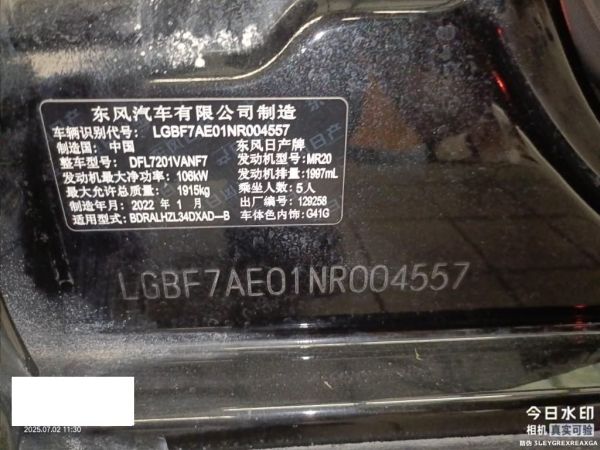 东风汽车有限公司制造
车辆识别代号: LGBF7AE01NR004557
制造国: 中国 东风日产牌
整车型号: DFL7201VANF7 发动机型号: MR20
发动机最大净功率: 106kW 发动机排量: 1997mL
最大允许总质量: 1915kg 乘坐人数: 5人
制造年月: 2022 年 1 月 出厂编号: 129258
适用型式: BDRALHZL34DXAD—B 车体色内饰: G41G
LGBF7AE01NR004557
2025.07.02 11:30
今日水印
相机 真实可验
防伪 3LEYGREXREAXGA